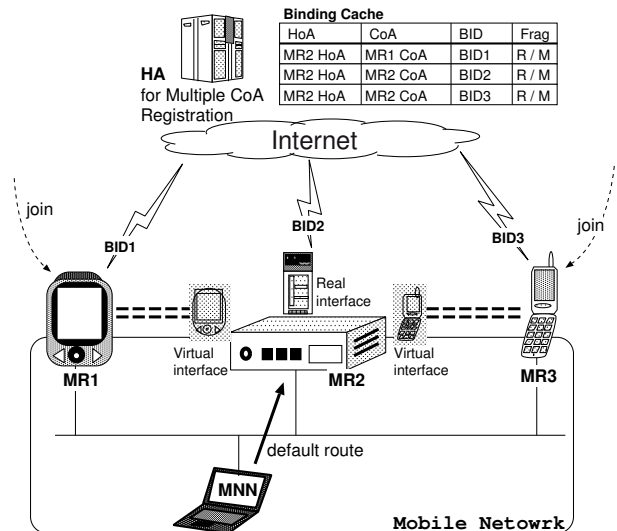 Binding Cache
HoA CoA BID Frag
MR2 HoA MR1 CoA BID1 R / M
MR2 HoA MR2 CoA BID2 R / M
MR2 HoA MR2 CoA BID3 R / M
HA
for Multiple CoA
Registration
Internet
join
join
BID1
BID2
BID3
Real
interface
Virtual
interface
Virtual
interface
MR1
MR2
MR3
default route
MNN
Mobile Netowrk